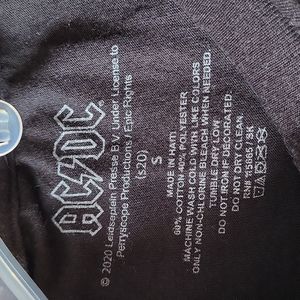 AC/DC
© 2020 Leidseplein Presse B.V. Under License to
Perryscope Productions / Epic Rights
(s20)
S
MADE IN HAITI
60% COTTON 40% POLYESTER
MACHINE WASH COLD WITH LIKE COLORS
ONLY NON-CHLORINE BLEACH WHEN NEEDED.
TUMBLE DRY LOW
DO NOT IRON IF DECORATED.
DO NOT DRY CLEAN.